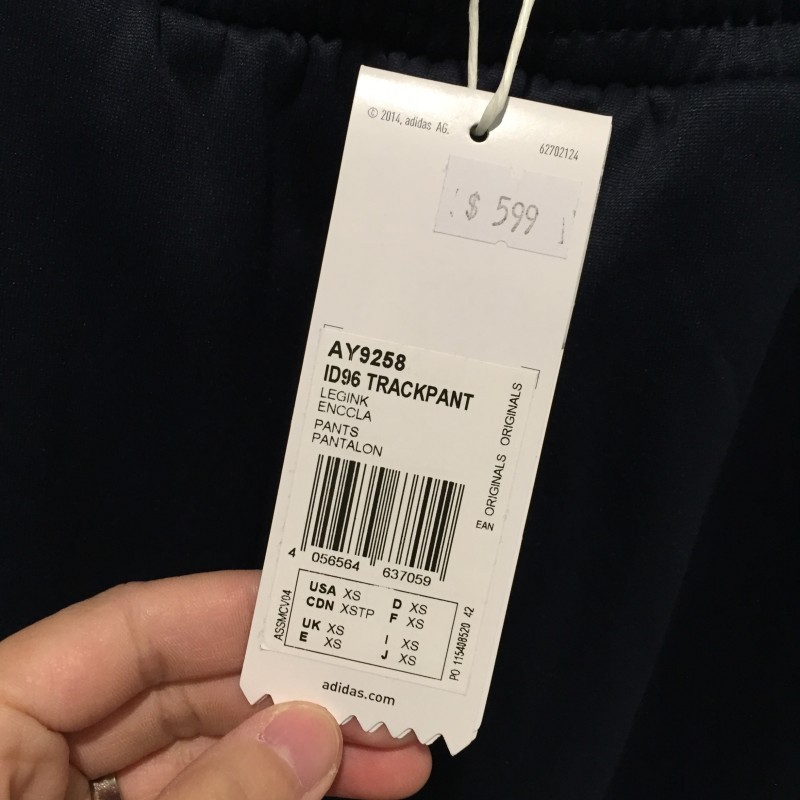 © 2014, adidas AG.
62702124
$ 599
AY9258
ID96 TRACKPANT
LEGINK
ENCCLA
PANTS
PANTALON
EAN ORIGINALS ORIGINALS
4 056564 637059
ASSMCV04
USA XS D XS
CDN XSTP F XS
UK XS I XS
E XS J XS
PO 115408520 42
adidas.com